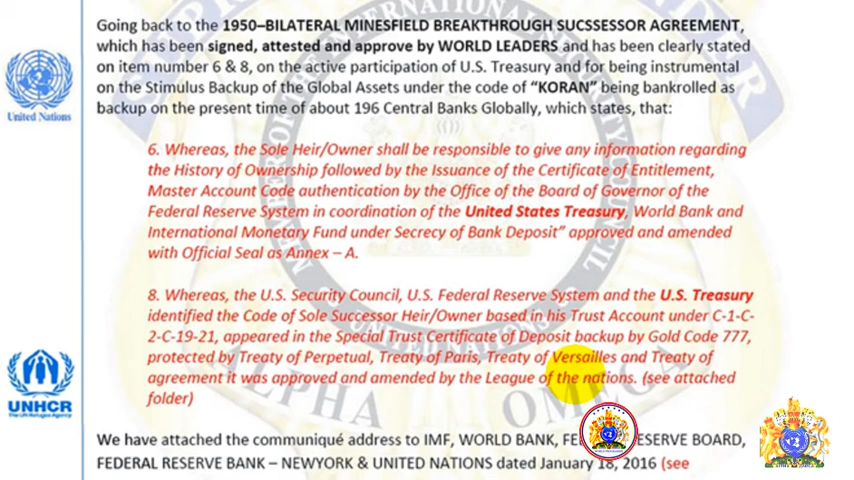 Going back to the 1950–BILATERAL MINESFIELD BREAKTHROUGH SUCSSESSOR AGREEMENT,
which has been signed, attested and approve by WORLD LEADERS and has been clearly stated
on item number 6 & 8, on the active participation of U.S. Treasury and for being instrumental
on the Stimulus Backup of the Global Assets under the code of “KORAN” being bankrolled as
backup on the present time of about 196 Central Banks Globally, which states, that:
6. Whereas, the Sole Heir/Owner shall be responsible to give any information regarding
the History of Ownership followed by the Issuance of the Certificate of Entitlement,
Master Account Code authentication by the Office of the Board of Governor of the
Federal Reserve System in coordination of the United States Treasury, World Bank and
International Monetary Fund under Secrecy of Bank Deposit” approved and amended
with Official Seal as Annex – A.
8. Whereas, the U.S. Security Council, U.S. Federal Reserve System and the U.S. Treasury
identified the Code of Sole Successor Heir/Owner based in his Trust Account under C-1-C-
2-C-19-21, appeared in the Special Trust Certificate of Deposit backup by Gold Code 777,
protected by Treaty of Perpetual, Treaty of Paris, Treaty of Versailles and Treaty of
agreement it was approved and amended by the League of the nations. (see attached
folder)
We have attached the communiqué address to IMF, WORLD BANK, FE ESERVE BOARD,
FEDERAL RESERVE BANK – NEWYORK & UNITED NATIONS dated January 18, 2016 (see
United Nations
UNHCR
The UN Refugee Agency
ALPHA OMEGA